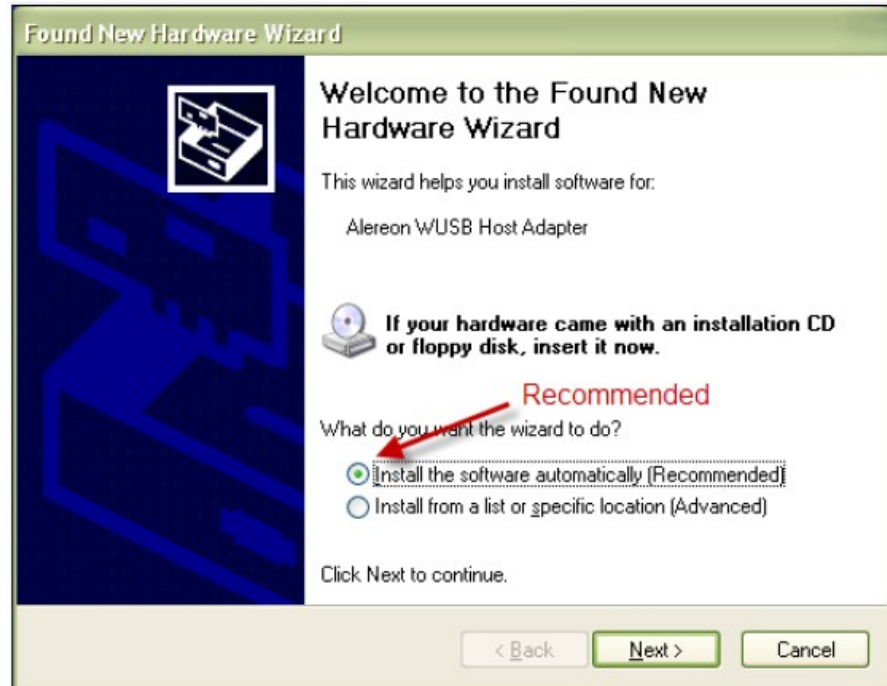 Found New Hardware Wizard
Welcome to the Found New
Hardware Wizard
This wizard helps you install software for:
Alereon WUSB Host Adapter
If your hardware came with an installation CD
or floppy disk, insert it now.
Recommended
What do you want the wizard to do?
Install the software automatically (Recommended)
Install from a list or specific location (Advanced)
Click Next to continue.
< Back Next > Cancel